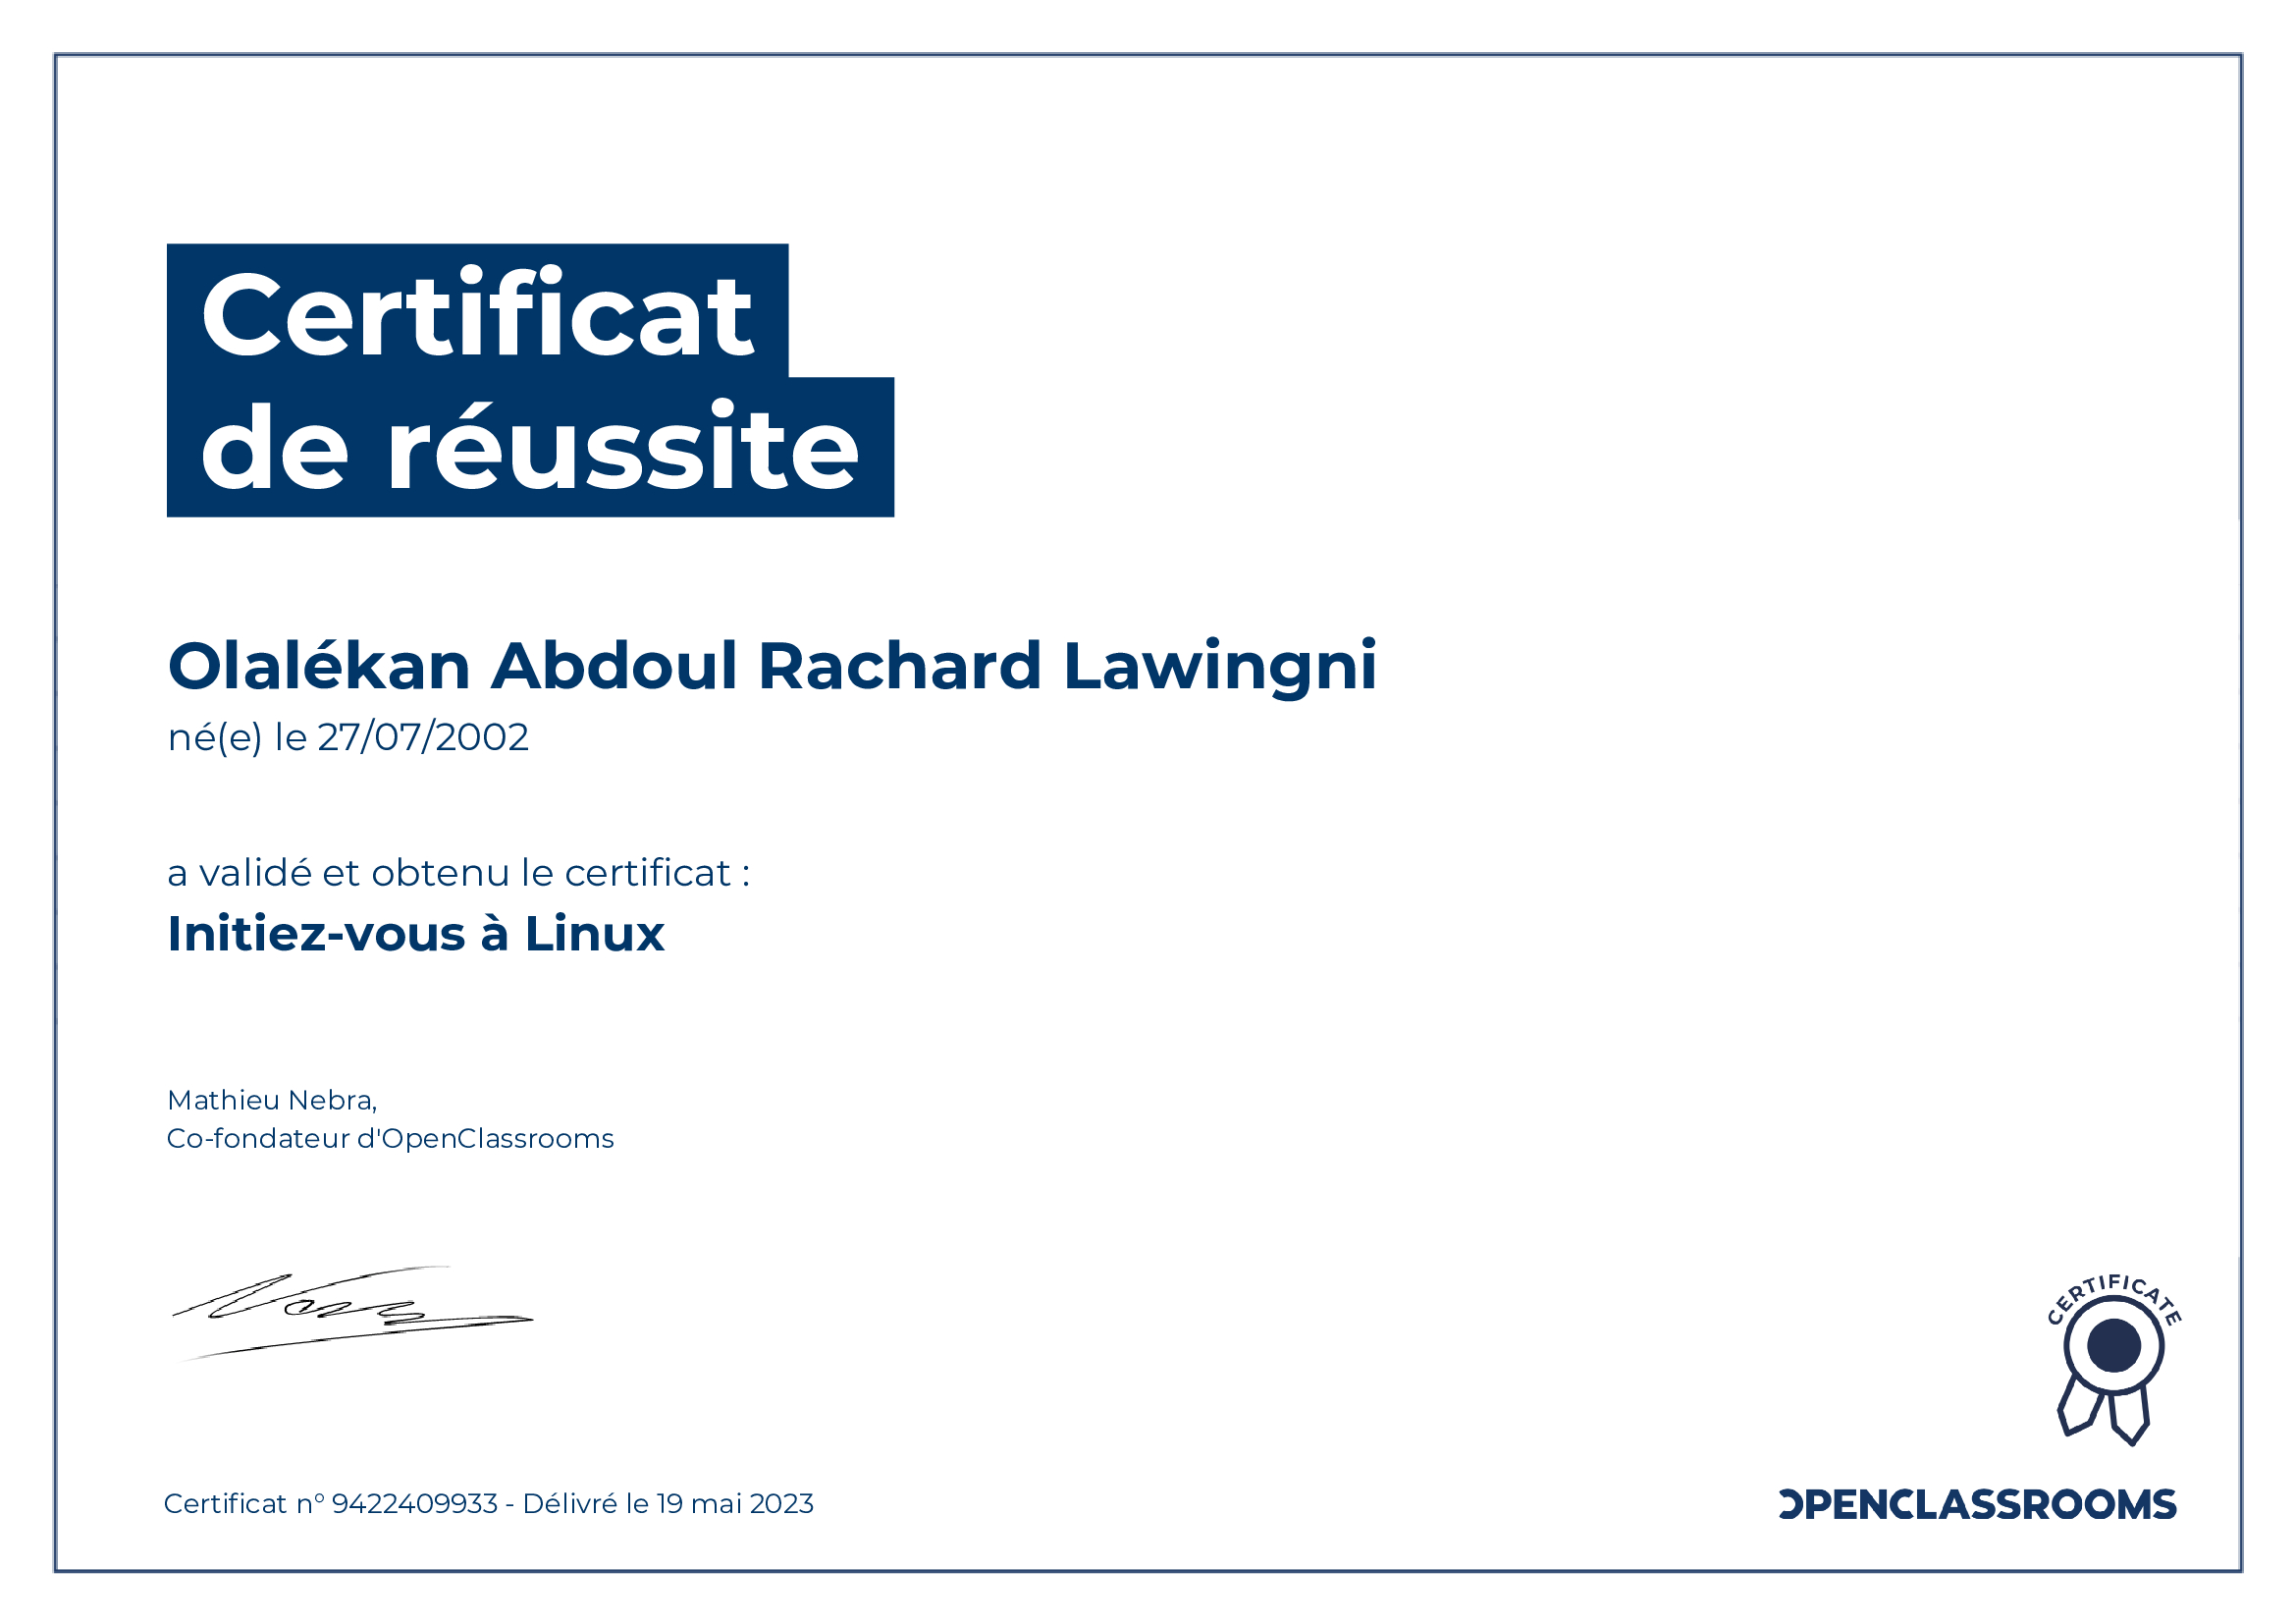 Certificat
de réussite
Olalékan Abdoul Rachard Lawingni
né(e) le 27/07/2002
a validé et obtenu le certificat :
Initiez-vous à Linux
Mathieu Nebra,
Co-fondateur d'OpenClassrooms
CERTIFICATE
Certificat n° 9422409933 - Délivré le 19 mai 2023
OPENCLASSROOMS